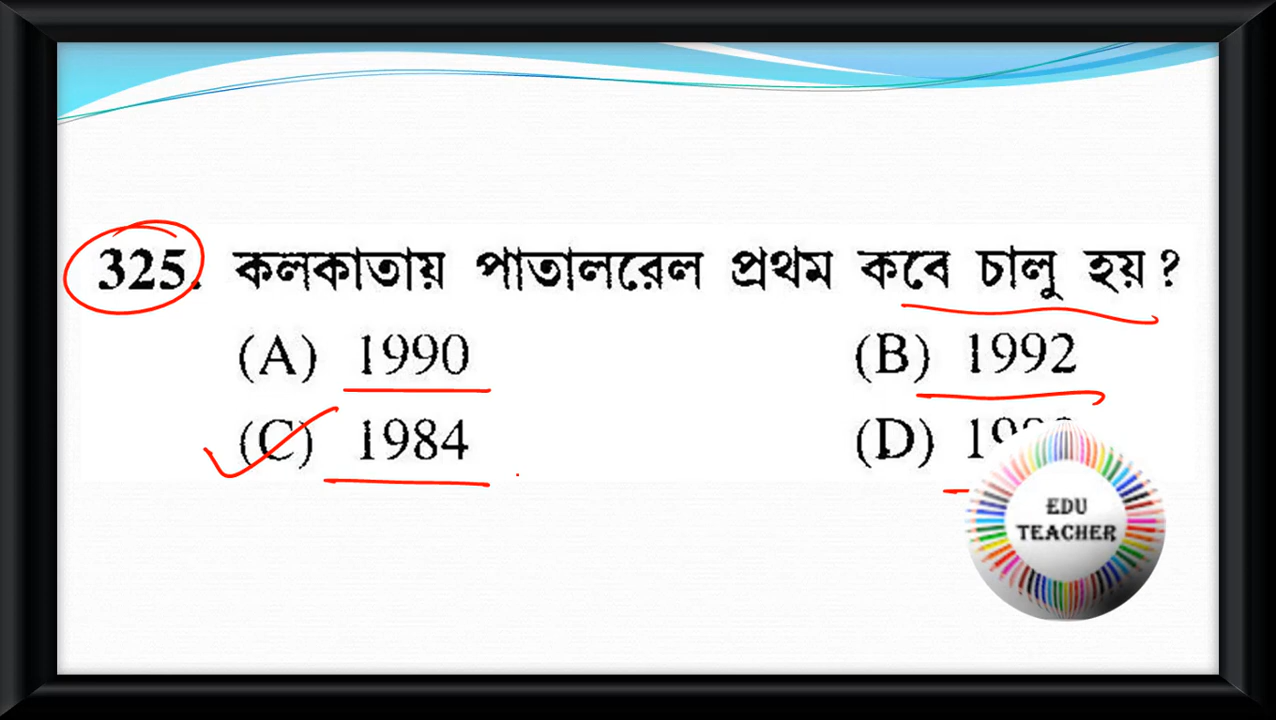 325. কলকাতায় পাতালরেল প্রথম কবে চালু হয় ?
(A) 1990 (B) 1992
(C) 1984 (D)
EDU
TEACHER